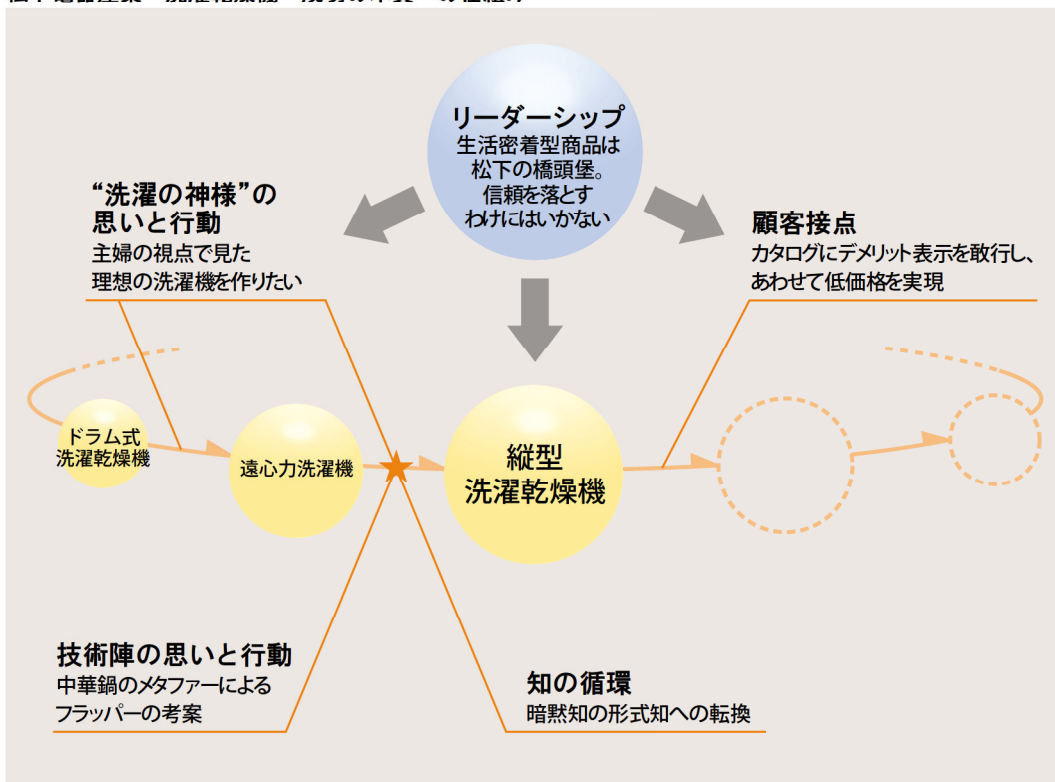 リーダーシップ
生活密着型商品は
松下の橋頭堡。
信頼を落とす
わけにはいかない
“洗濯の神様”の
思いと行動
主婦の視点で見た
理想の洗濯機を作りたい
顧客接点
カタログにデメリット表示を敢行し、
あわせて低価格を実現
ドラム式
洗濯乾燥機
遠心力洗濯機
縦型
洗濯乾燥機
技術陣の思いと行動
中華鍋のメタファーによる
フラッパーの考案
知の循環
暗黙知の形式知への転換